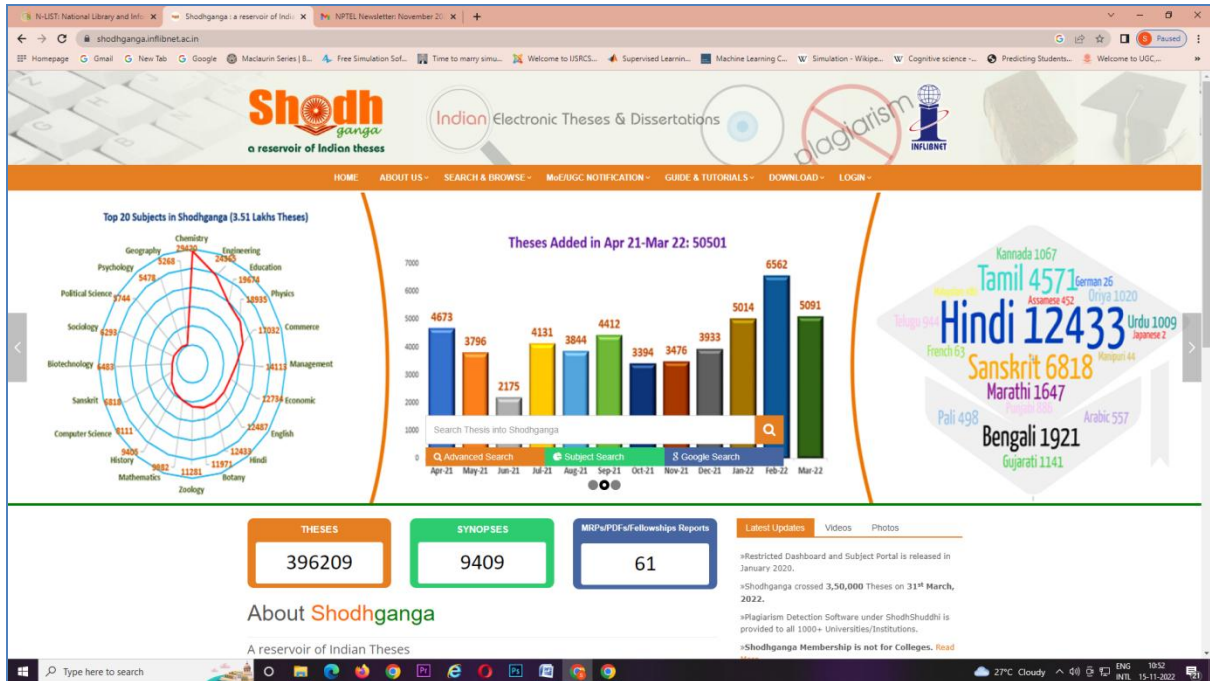 N-LIST: National Library and Info
Shodhganga : a reservoir of India
NPTEL Newsletter: November 20
shodhganga.inflibnet.ac.in
Paused
Homepage
Gmail
New Tab
Google
Maclaurin Series | B...
Free Simulation Sof...
Time to marry simu...
Welcome to IJSRCS...
Supervised Learnin...
Machine Learning C...
Simulation - Wikipe...
Cognitive science -...
Predicting Students...
Welcome to UGC,...
Shodh
ganga
a reservoir of Indian theses
Indian Electronic Theses & Dissertations
plagiarism
INFLIBNET
HOME
ABOUT US
SEARCH & BROWSE
MoE/UGC NOTIFICATION
GUIDE & TUTORIALS
DOWNLOAD
LOGIN
Top 20 Subjects in Shodhganga (3.51 Lakhs Theses)
Chemistry
29420
Engineering
Education
19674
Physics
18935
Commerce
17032
Management
14113
Economic
12734
English
12487
Hindi
12433
Botany
11971
Zoology
11281
Mathematics
9882
History
9405
Computer Science
8111
Sanskrit
6818
Biotechnology
6483
Sociology
6293
Political Science
5744
Psychology
5478
Geography
5268
Theses Added in Apr 21-Mar 22: 50501
7000
6000
5000
4000
3000
2000
1000
0
4673
3796
2175
4131
3844
4412
3394
3476
3933
5014
6562
5091
Search Thesis into Shodhganga
Advanced Search
Subject Search
Google Search
Apr-21
May-21
Jun-21
Jul-21
Aug-21
Sep-21
Oct-21
Nov-21
Dec-21
Jan-22
Feb-22
Mar-22
Kannada 1067
Tamil 4571
German 26
Assamese 452
Oriya 1020
Telugu 944
Hindi 12433
Urdu 1009
Japanese 2
French 63
Sanskrit 6818
Manipuri 44
Marathi 1647
Pali 498
Arabic 557
Bengali 1921
Gujarati 1141
THESES
396209
SYNOPSES
9409
MRPs/PDFs/Fellowships Reports
61
Latest Updates
Videos
Photos
»Restricted Dashboard and Subject Portal is released in
January 2020.
»Shodhganga crossed 3,50,000 Theses on 31st March,
2022.
»Plagiarism Detection Software under ShodhShuddhi is
provided to all 1000+ Universities/Institutions.
»Shodhganga Membership is not for Colleges. Read
About Shodhganga
A reservoir of Indian Theses
Type here to search
27°C Cloudy
ENG
INTL
10:52
15-11-2022